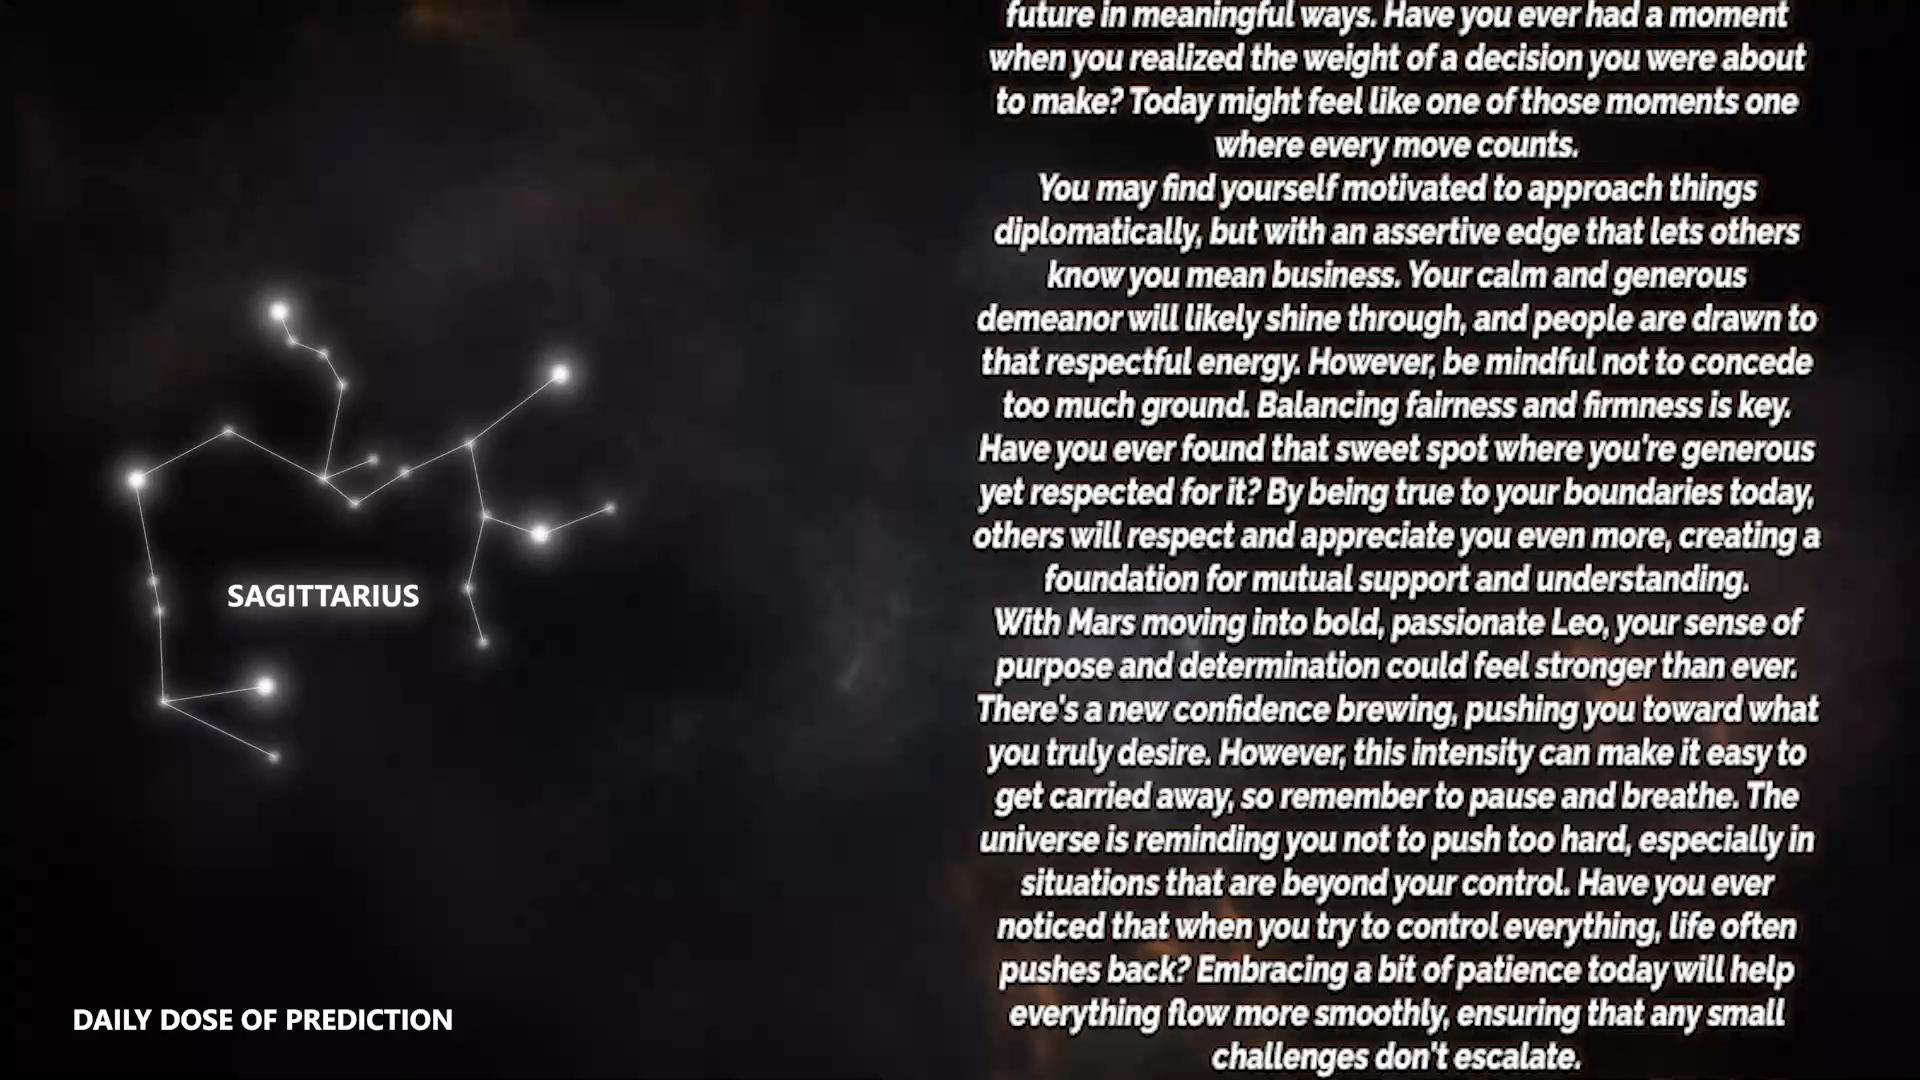 future in meaningful ways. Have you ever had a moment
when you realized the weight of a decision you were about
to make? Today might feel like one of those moments one
where every move counts.
You may find yourself motivated to approach things
diplomatically, but with an assertive edge that lets others
know you mean business. Your calm and generous
demeanor will likely shine through, and people are drawn to
that respectful energy. However, be mindful not to concede
too much ground. Balancing fairness and firmness is key.
Have you ever found that sweet spot where you're generous
yet respected for it? By being true to your boundaries today,
others will respect and appreciate you even more, creating a
foundation for mutual support and understanding.
With Mars moving into bold, passionate Leo, your sense of
purpose and determination could feel stronger than ever.
There's a new confidence brewing, pushing you toward what
you truly desire. However, this intensity can make it easy to
get carried away, so remember to pause and breathe. The
universe is reminding you not to push too hard, especially in
situations that are beyond your control. Have you ever
noticed that when you try to control everything, life often
pushes back? Embracing a bit of patience today will help
everything flow more smoothly, ensuring that any small
challenges don't escalate.
SAGITTARIUS
DAILY DOSE OF PREDICTION